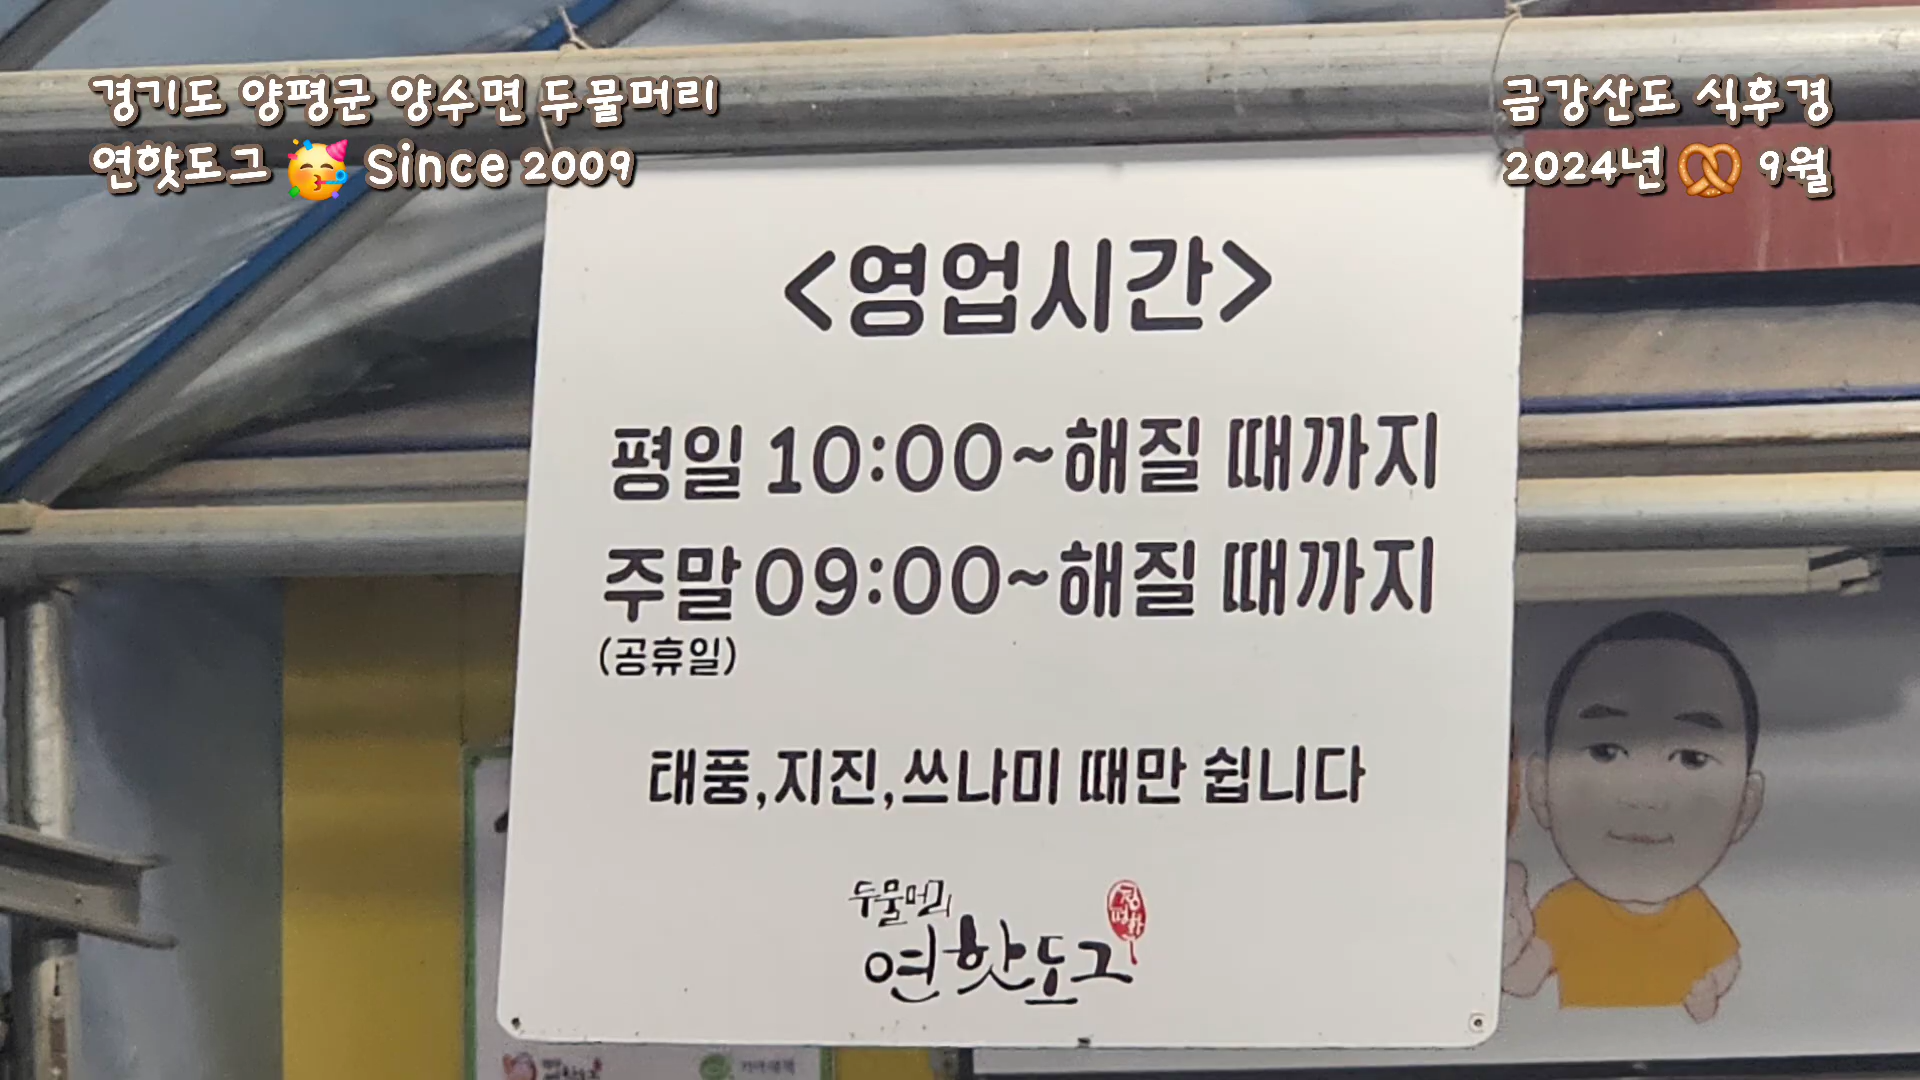 경기도 양평군 양수면 두물머리
연핫도그 🥳 Since 2009
금강산도 식후경
2024년 🥨 9월
<영업시간>
평일 10:00~해질 때까지
주말 09:00~해질 때까지
(공휴일)
태풍,지진,쓰나미 때만 쉽니다
두물머리
연핫도그